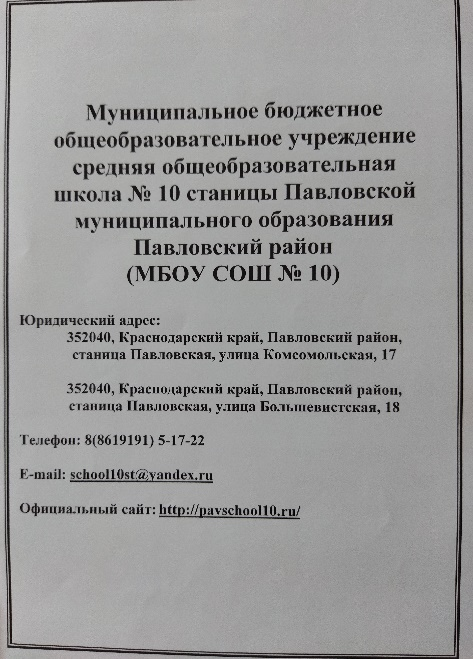 Муниципальное бюджетное
общеобразовательное учреждение
средняя общеобразовательная
школа № 10 станицы Павловской
муниципального образования
Павловский район
(МБОУ СОШ № 10)
Юридический адрес:
352040, Краснодарский край, Павловский район,
станица Павловская, улица Комсомольская, 17
352040, Краснодарский край, Павловский район,
станица Павловская, улица Большевистская, 18
Телефон: 8(8619191) 5-17-22
E-mail: school10st@yandex.ru
Официальный сайт: http://pavschool10.ru/